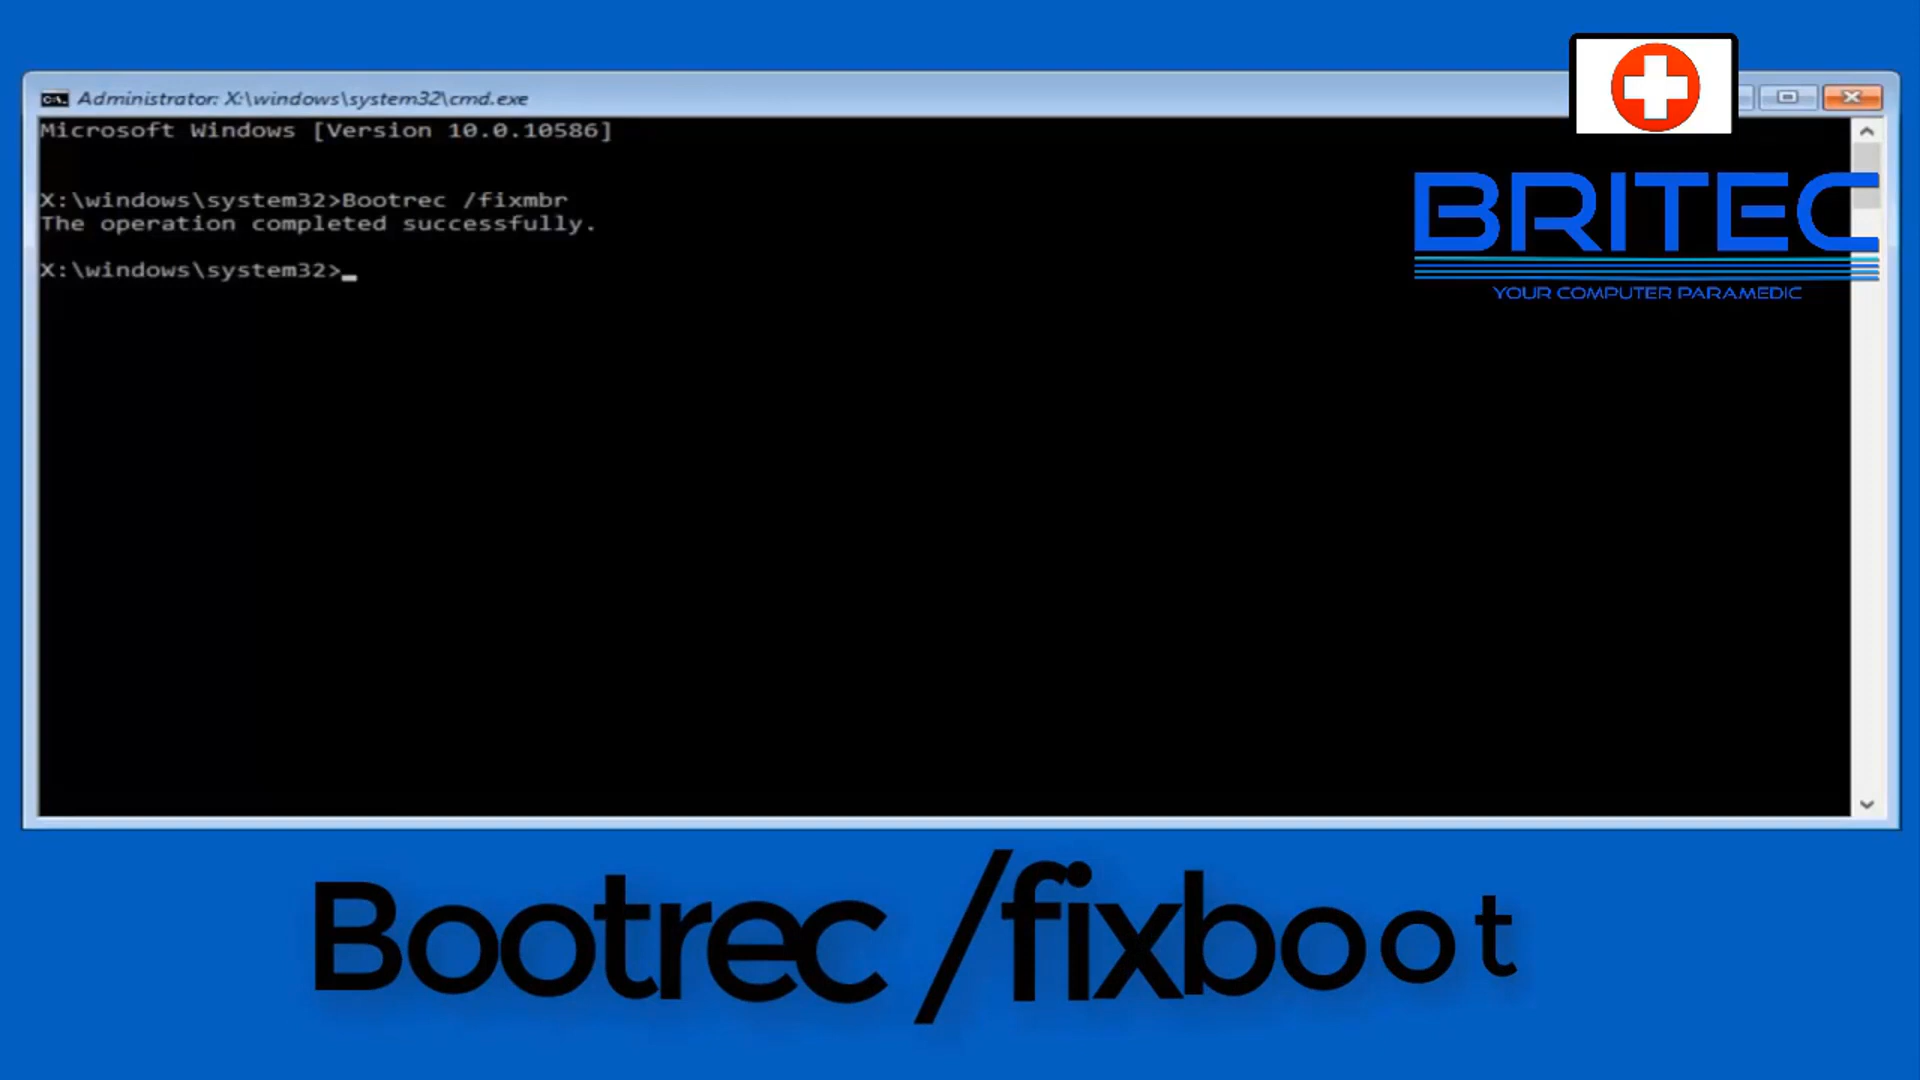 Administrator: X:\windows\system32\cmd.exe
Microsoft Windows [Version 10.0.10586]
X:\windows\system32>Bootrec /fixmbr
The operation completed successfully.
X:\windows\system32>_
BRITEC
YOUR COMPUTER PARAMEDIC
Bootrec /fixboot